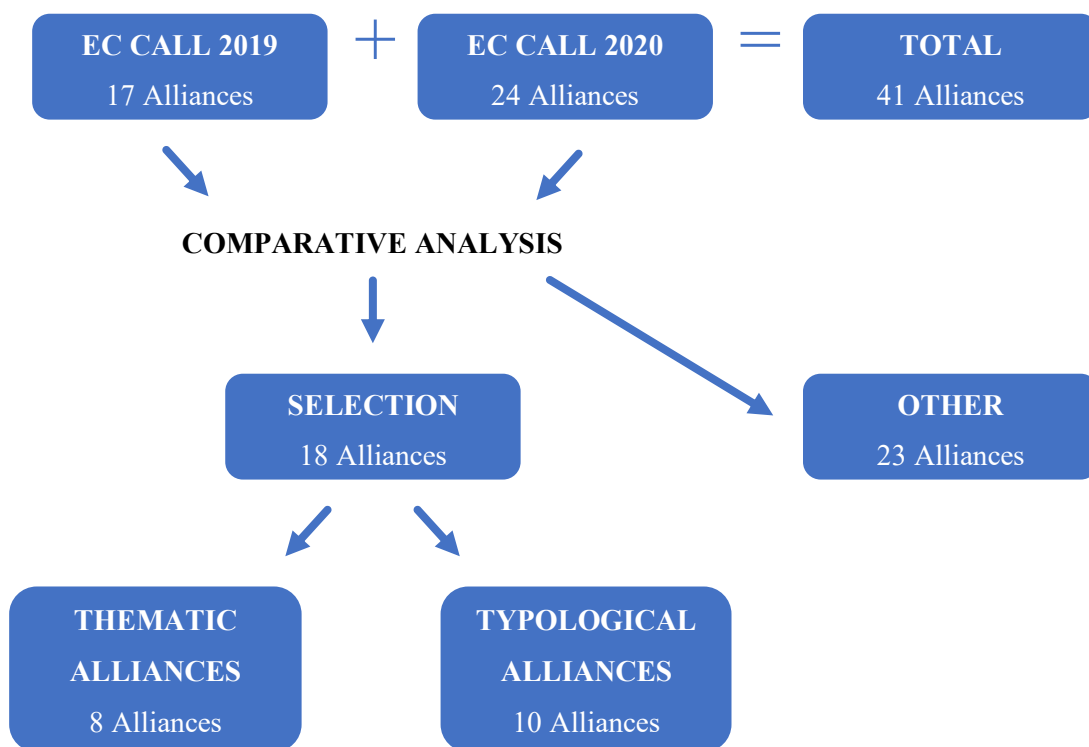 EC CALL 2019
17 Alliances
+
EC CALL 2020
24 Alliances
=
TOTAL
41 Alliances
COMPARATIVE ANALYSIS
SELECTION
18 Alliances
OTHER
23 Alliances
THEMATIC
ALLIANCES
8 Alliances
TYPOLOGICAL
ALLIANCES
10 Alliances